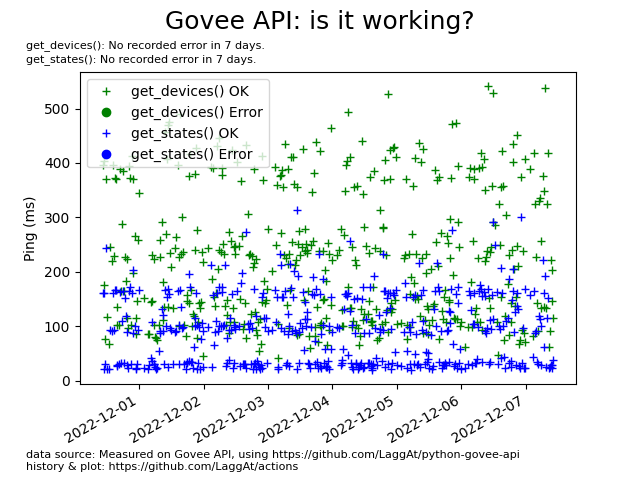 Govee API: is it working?
get_devices(): No recorded error in 7 days.
get_states(): No recorded error in 7 days.
get_devices() OK
get_devices() Error
get_states() OK
get_states() Error
Ping (ms)
500
400
300
200
100
0
2022-12-01
2022-12-02
2022-12-03
2022-12-04
2022-12-05
2022-12-06
2022-12-07
data source: Measured on Govee API, using https://github.com/LaggAt/python-govee-api
history & plot: https://github.com/LaggAt/actions